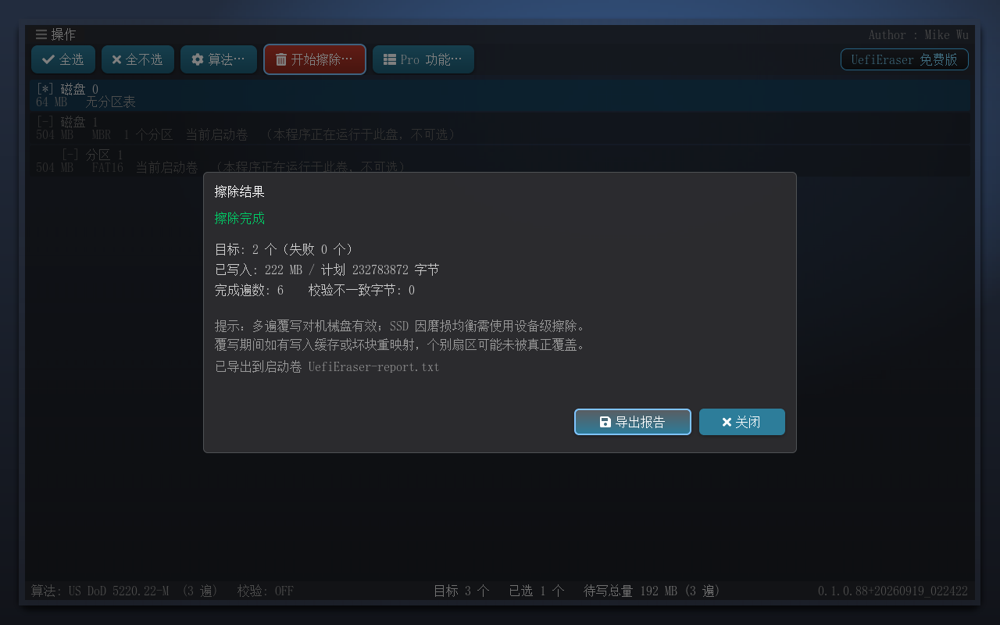 操作
Author : Mike Wu
全选 全不选 算法… 开始擦除… Pro 功能… UefiEraser 免费版
[*] 磁盘 0
64 MB 无分区表
[-] 磁盘 1
504 MB MBR 1 个分区 当前启动卷 （本程序正在运行于此盘，不可选）
[-] 分区 1
504 MB FAT16 当前启动卷 （本程序正在运行于此卷，不可选）
擦除结果
擦除完成
目标: 2 个（失败 0 个）
已写入: 222 MB / 计划 232783872 字节
完成遍数: 6 校验不一致字节: 0
提示: 多遍覆写对机械盘有效; SSD 因磨损均衡需使用设备级擦除。
覆写期间如有写入缓存或坏块重映射，个别扇区可能未被真正覆盖。
已导出到启动卷 UefiEraser-report.txt
导出报告 关闭
算法: US DoD 5220.22-M （3 遍） 校验: OFF 目标 3 个 已选 1 个 待写总量 192 MB (3 遍) 0.1.0.88+20260919_022422